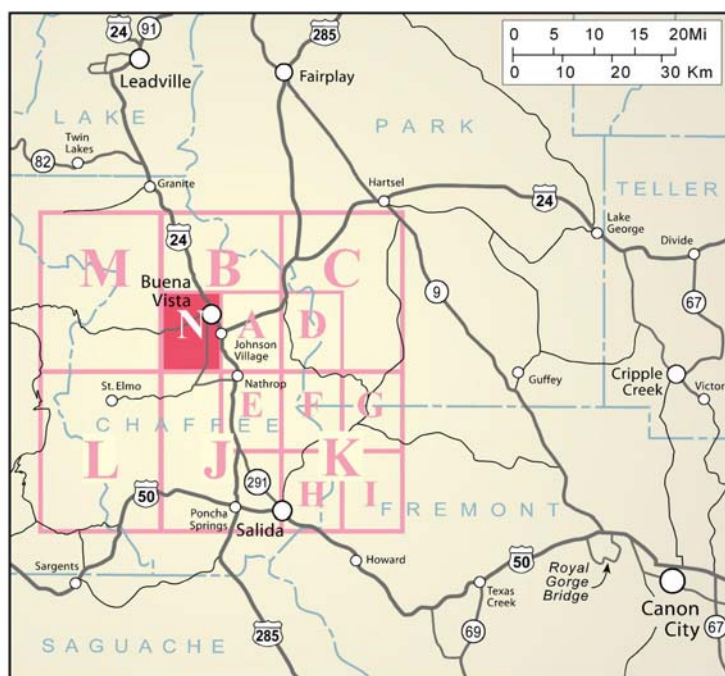 24
91
285
0 5 10 15 20Mi
0 10 20 30 Km
Leadville
Fairplay
LAKE
PARK
Twin
Lakes
82
Granite
Hartsel
24
TELLER
Lake
George
Divide
24
M
B
C
67
Buena
Vista
9
N
A
D
Johnson
Village
Cripple
Creek
Victor
St. Elmo
Nathrop
Guffey
E
F
G
CHAFFEE
L
J
K
291
H
I
50
FREMONT
Poncha
Springs
Salida
Sargents
Howard
50
Royal
Gorge
Bridge
Texas
Creek
Canon
City
69
67
SAGUACHE
285